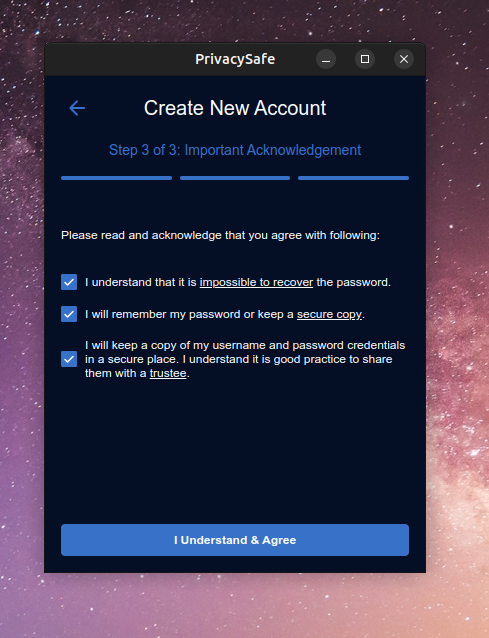 PrivacySafe
Create New Account
Step 3 of 3: Important Acknowledgement
Please read and acknowledge that you agree with following:
I understand that it is impossible to recover the password.
I will remember my password or keep a secure copy.
I will keep a copy of my username and password credentials
in a secure place. I understand it is good practice to share
them with a trustee.
I Understand & Agree